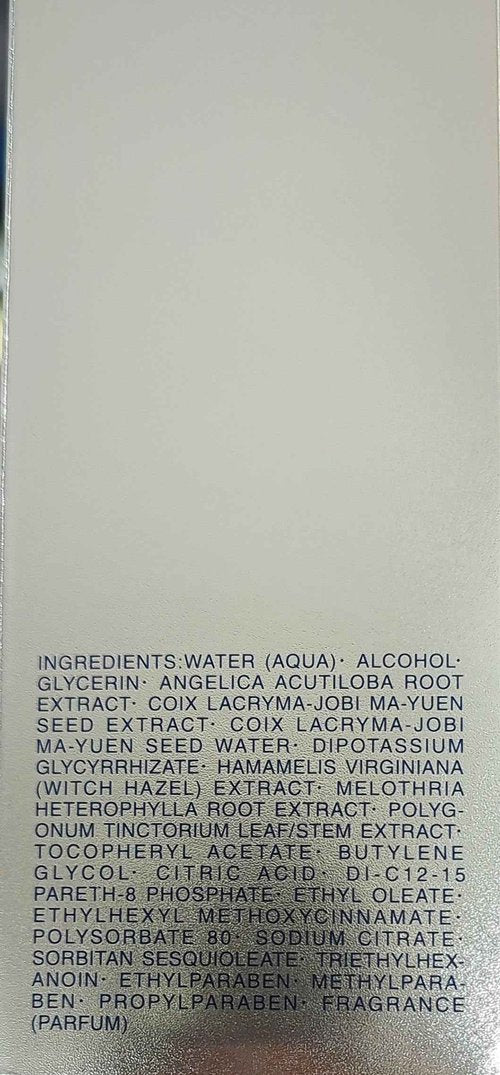 INGREDIENTS:WATER (AQUA)· ALCOHOL·
GLYCERIN· ANGELICA ACUTILOBA ROOT
EXTRACT· COIX LACRYMA-JOBI MA-YUEN
SEED EXTRACT· COIX LACRYMA-JOBI
MA-YUEN SEED WATER· DIPOTASSIUM
GLYCYRRHIZATE· HAMAMELIS VIRGINIANA
(WITCH HAZEL) EXTRACT· MELOTHRIA
HETEROPHYLLA ROOT EXTRACT· POLYG-
ONUM TINCTORIUM LEAF/STEM EXTRACT·
TOCOPHERYL ACETATE· BUTYLENE
GLYCOL· CITRIC ACID· DI-C12-15
PARETH-8 PHOSPHATE· ETHYL OLEATE·
ETHYLHEXYL METHOXYCINNAMATE·
POLYSORBATE 80· SODIUM CITRATE·
SORBITAN SESQUIOLEATE· TRIETHYLHEX-
ANOIN· ETHYLPARABEN· METHYLPARA-
BEN· PROPYLPARABEN· FRAGRANCE
(PARFUM)